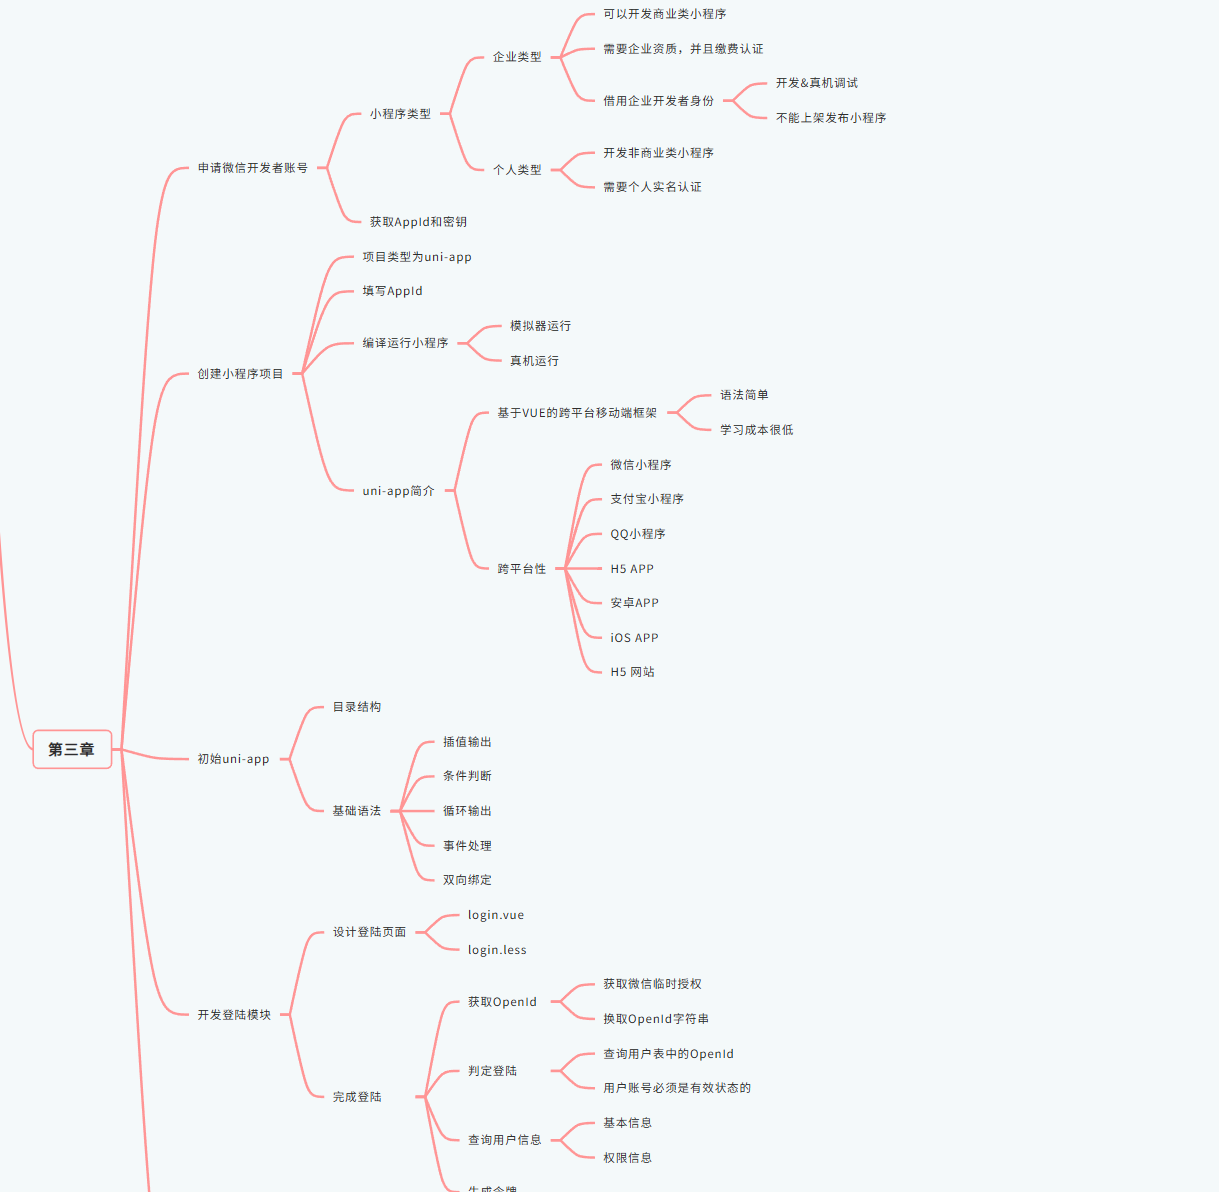 可以开发商业类小程序
企业类型
需要企业资质，并且缴费认证
开发&真机调试
借用企业开发者身份
小程序类型
不能上架发布小程序
开发非商业类小程序
申请微信开发者账号
个人类型
需要个人实名认证
获取AppId和密钥
项目类型为uni-app
填写AppId
模拟器运行
编译运行小程序
真机运行
创建小程序项目
语法简单
基于VUE的跨平台移动端框架
学习成本很低
微信小程序
uni-app简介
支付宝小程序
QQ小程序
跨平台性
H5 APP
安卓APP
iOS APP
H5 网站
目录结构
第三章
插值输出
初始uni-app
条件判断
基础语法
循环输出
事件处理
双向绑定
login.vue
设计登陆页面
login.less
获取微信临时授权
获取OpenId
开发登陆模块
换取OpenId字符串
查询用户表中的OpenId
判定登陆
用户账号必须是有效状态的
完成登陆
基本信息
查询用户信息
权限信息
生成令牌